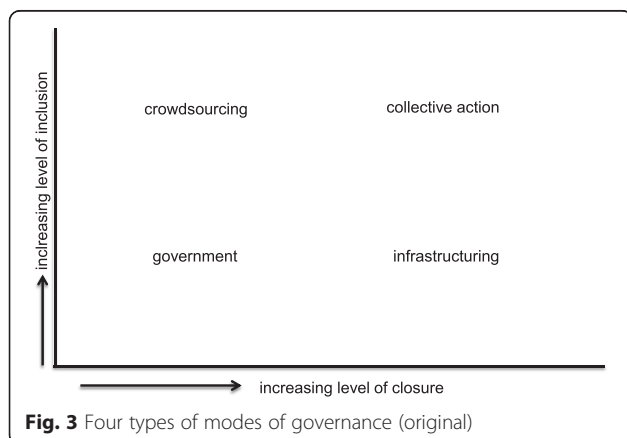 inclreasing level of inclusion
crowdsourcing
collective action
government
infrastructuring
increasing level of closure
Fig. 3 Four types of modes of governance (original)